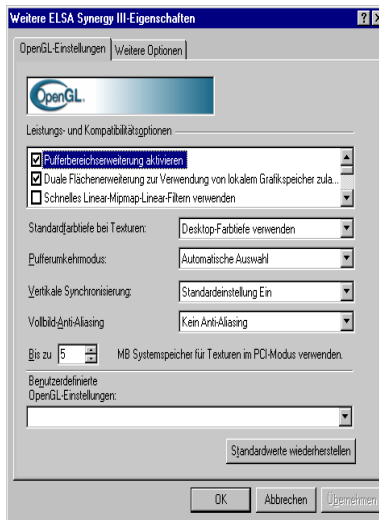 Weitere ELSA Synergy III-Eigenschaften
OpenGL-Einstellungen
Weitere Optionen
OpenGL.
Leistungs- und Kompatibilitätsoptionen
Pufferbereichserweiterung aktivieren
Duale Flächenerweiterung zur Verwendung von lokalem Grafikspeicher zula...
Schnelles Linear-Mipmap-Linear-Filtern verwenden
Standardfarbtiefe bei Texturen: Desktop-Farbtiefe verwenden
Pufferumkehrmodus: Automatische Auswahl
Vertikale Synchronisierung: Standardeinstellung Ein
Vollbild-Anti-Aliasing Kein Anti-Aliasing
Bis zu 5 MB Systemspeicher für Texturen im PCI-Modus verwenden.
Benutzerdefinierte
OpenGL-Einstellungen:
Standardwerte wiederherstellen
OK Abbrechen Übernehmen